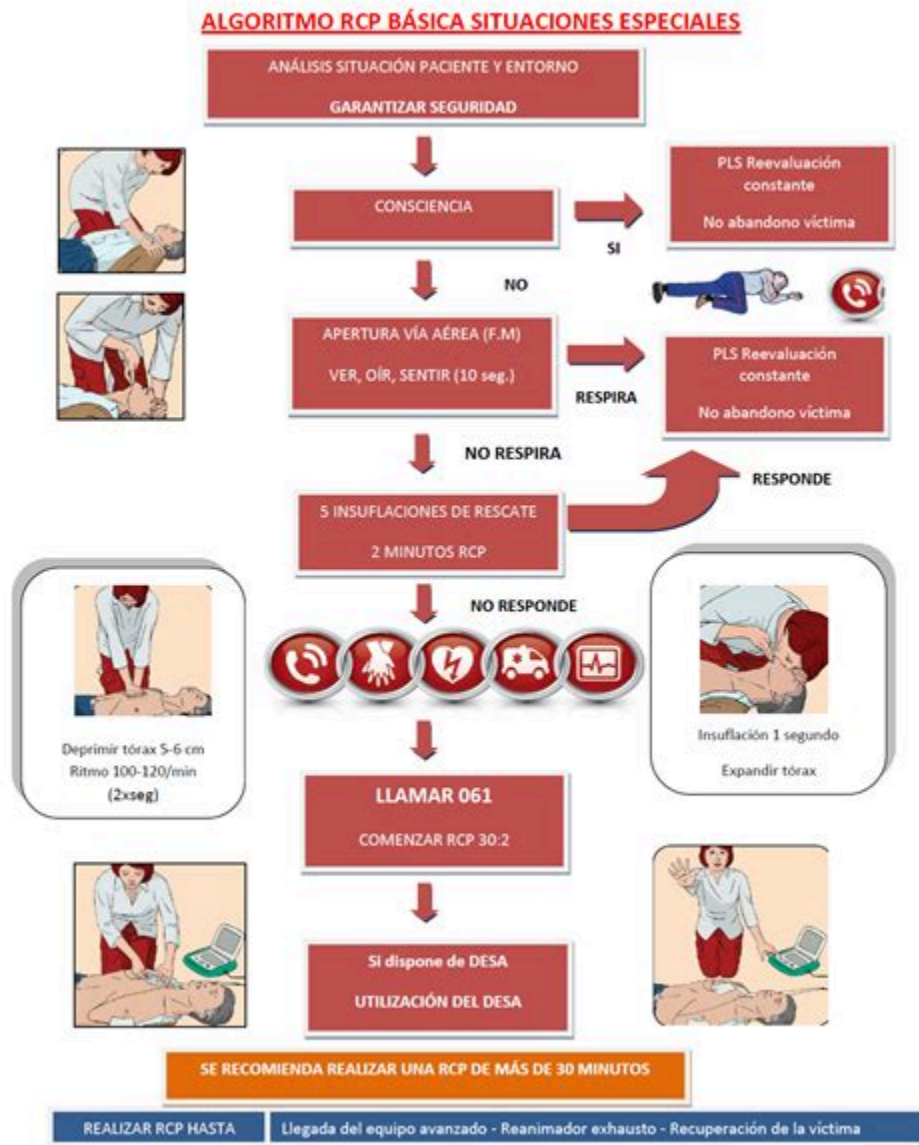 ALGORITMO RCP BÁSICA SITUACIONES ESPECIALES
ANÁLISIS SITUACIÓN PACIENTE Y ENTORNO
GARANTIZAR SEGURIDAD
CONSCIENCIA
SI
PLS Reevaluación
constante
No abandono víctima
NO
APERTURA VÍA AÉREA (F.M)
VER, OÍR, SENTIR (10 seg.)
RESPIRA
PLS Reevaluación
constante
No abandono víctima
NO RESPIRA
RESPONDE
5 INSUFLACIONES DE RESCATE
2 MINUTOS RCP
NO RESPONDE
Deprimir tórax 5-6 cm
Ritmo 100-120/min
(2xseg)
Insuflación 1 segundo
Expandir tórax
LLAMAR 061
COMENZAR RCP 30:2
Si dispone de DESA
UTILIZACIÓN DEL DESA
SE RECOMIENDA REALIZAR UNA RCP DE MÁS DE 30 MINUTOS
REALIZAR RCP HASTA
Llegada del equipo avanzado - Reanimador exhausto - Recuperación de la víctima